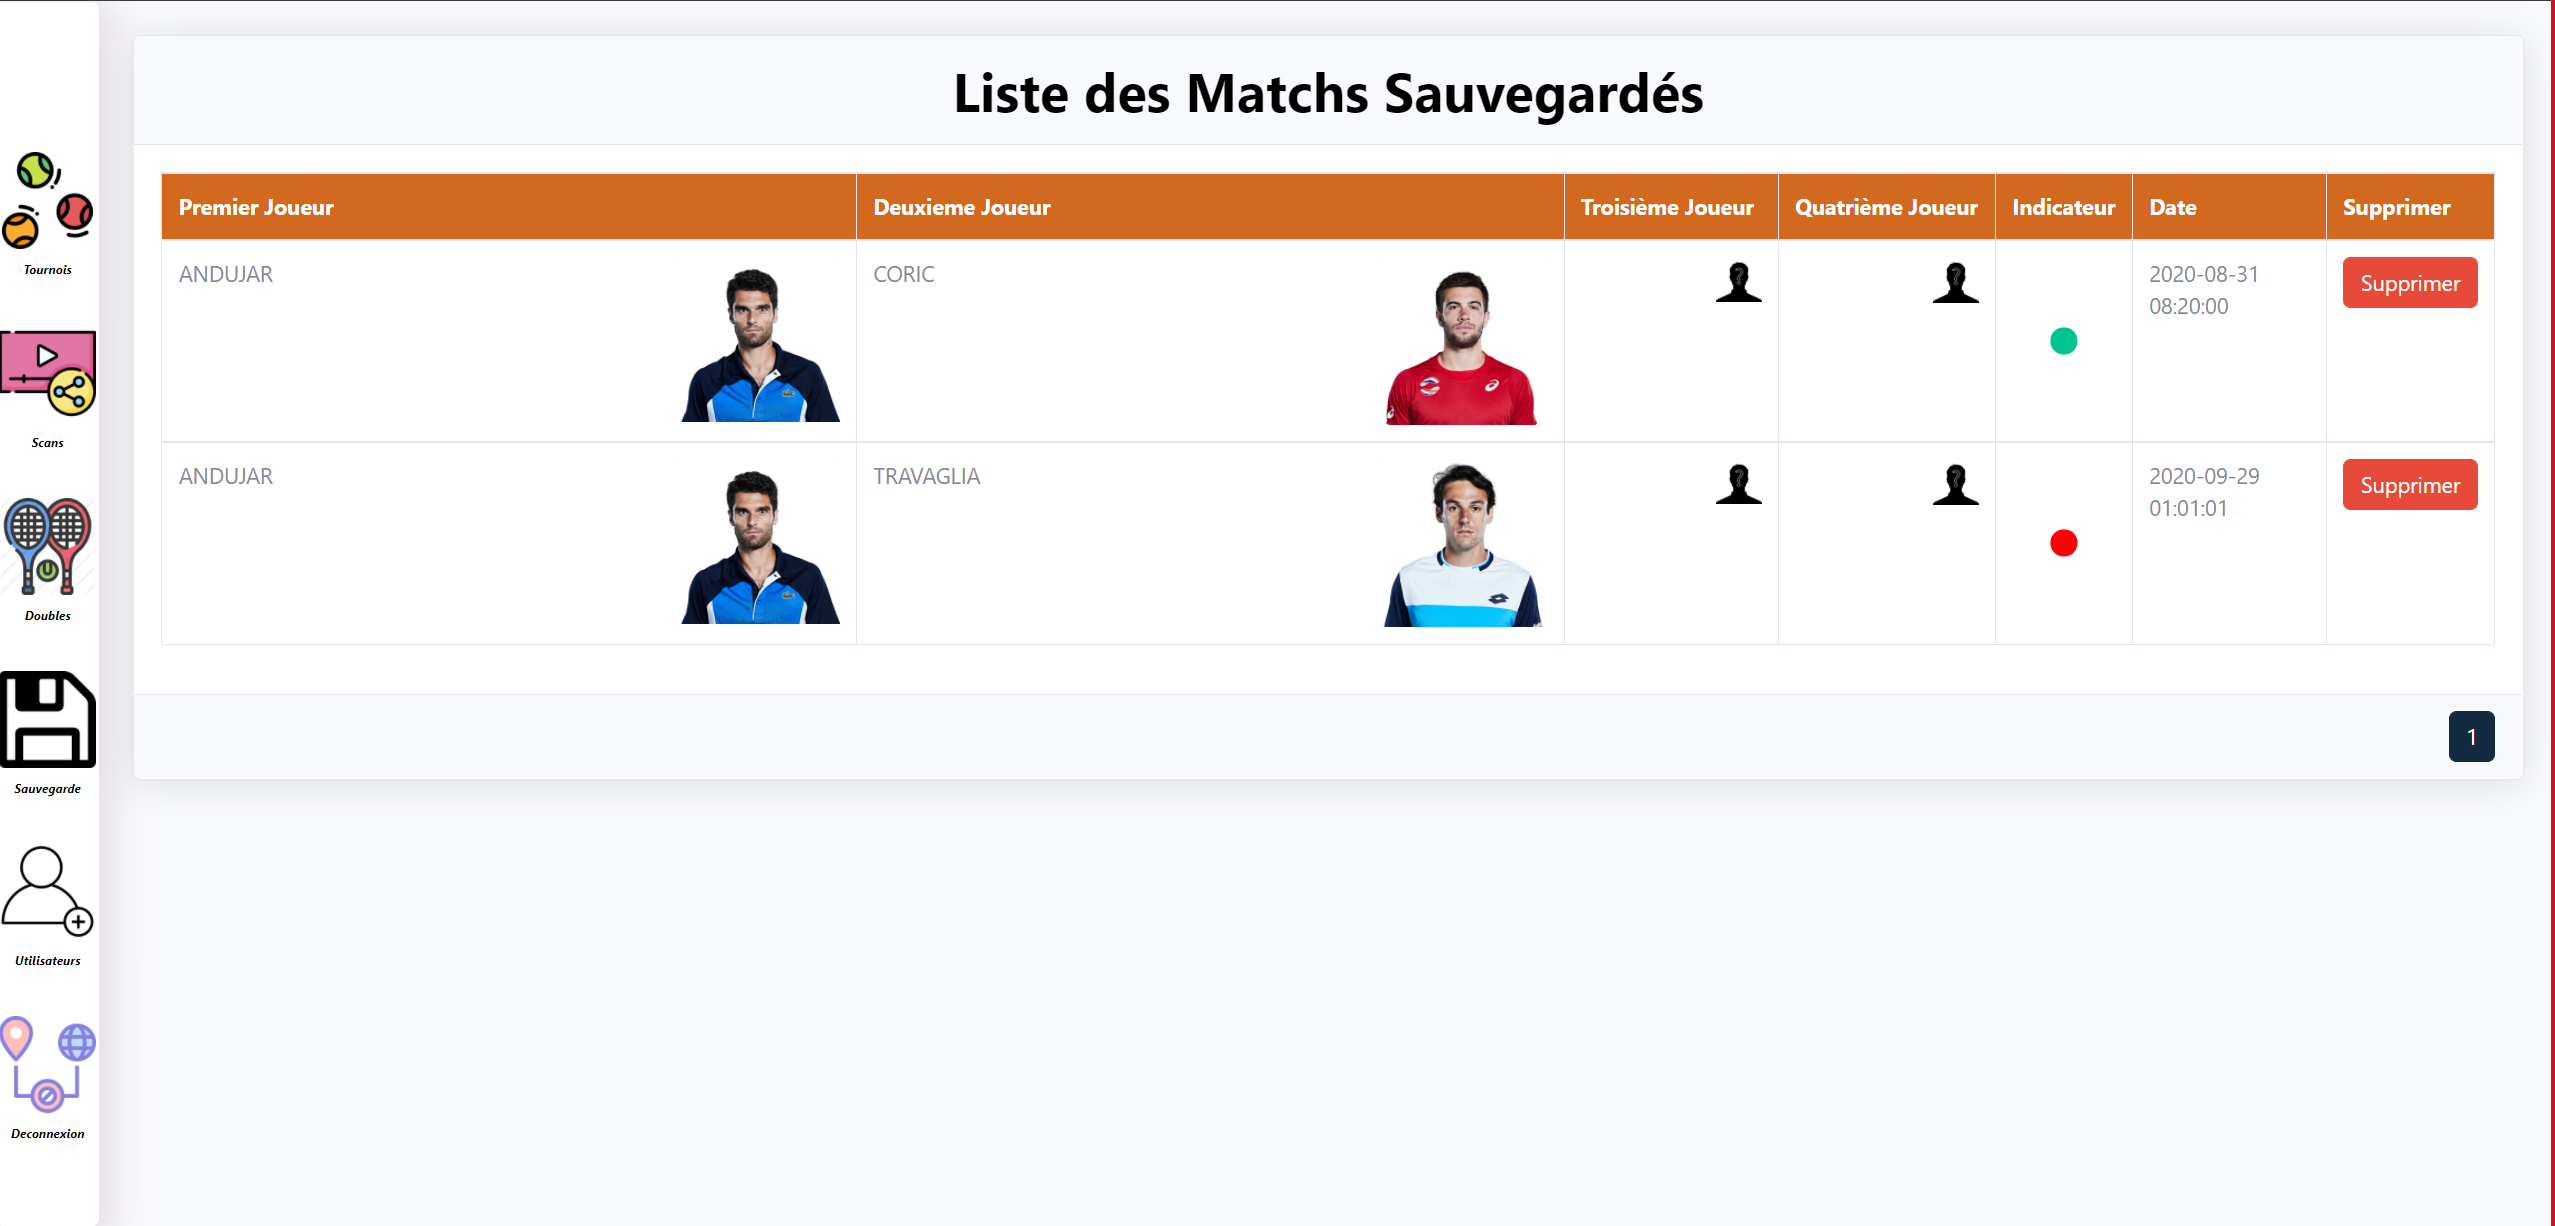 Liste des Matchs Sauvegardés
Premier Joueur Deuxieme Joueur Troisième Joueur Quatrième Joueur Indicateur Date Supprimer
ANDUJAR CORIC 2020-08-31 Supprimer
08:20:00
ANDUJAR TRAVAGLIA 2020-09-29 Supprimer
01:01:01
1
Tournois
Scans
Doubles
Sauvegarde
Utilisateurs
Deconnexion